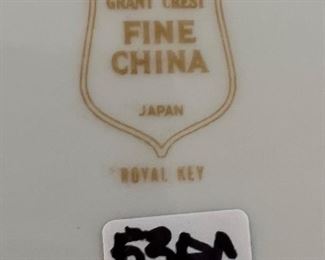 GRANT CREST
FINE
CHINA
JAPAN
ROYAL KEY